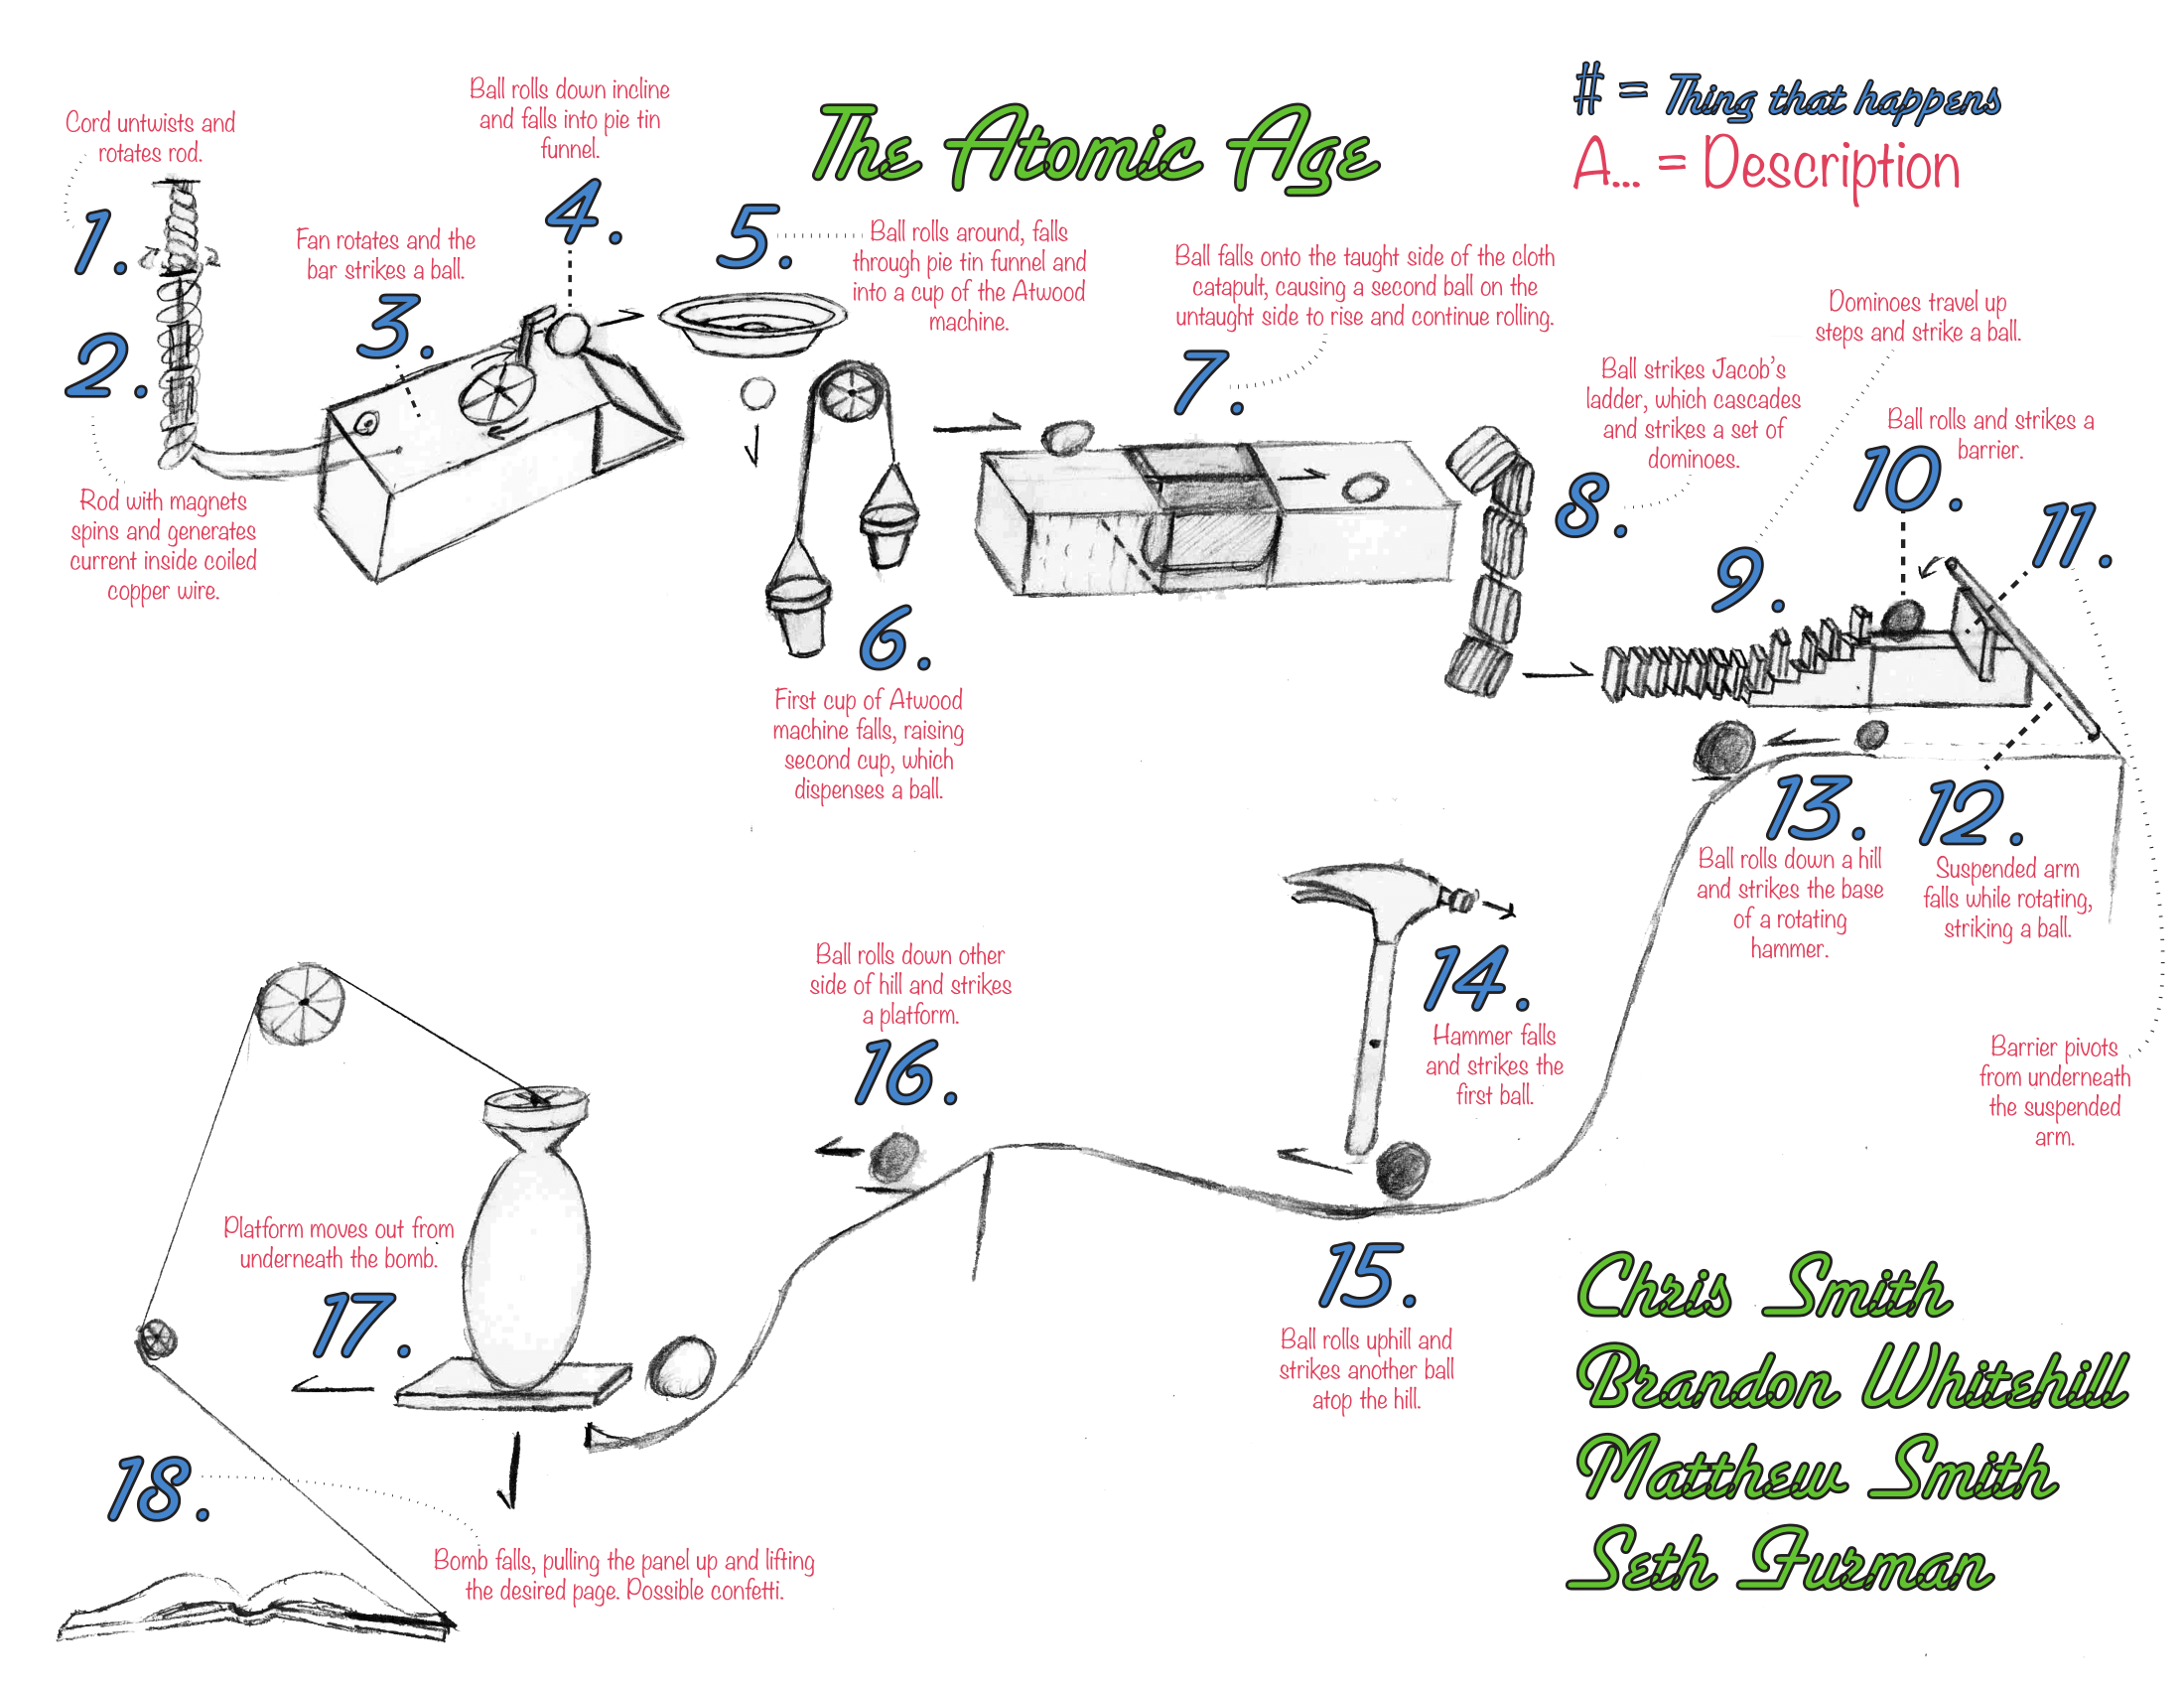 The Atomic Age
# = Thing that happens
A... = Description
Cord untwists and
rotates rod.
1.
2.
Rod with magnets
spins and generates
current inside coiled
copper wire.
Fan rotates and the
bar strikes a ball.
3.
Ball rolls down incline
and falls into pie tin
funnel.
4.
5.
Ball rolls around, falls
through pie tin funnel and
into a cup of the Atwood
machine.
6.
First cup of Atwood
machine falls, raising
second cup, which
dispenses a ball.
Ball falls onto the taught side of the cloth
catapult, causing a second ball on the
untaught side to rise and continue rolling.
7.
Ball strikes Jacob's
ladder, which cascades
and strikes a set of
dominoes.
8.
Dominoes travel up
steps and strike a ball.
9.
Ball rolls and strikes a
barrier.
10.
11.
Barrier pivots
from underneath
the suspended
arm.
12.
Suspended arm
falls while rotating,
striking a ball.
13.
Ball rolls down a hill
and strikes the base
of a rotating
hammer.
14.
Hammer falls
and strikes the
first ball.
15.
Ball rolls uphill and
strikes another ball
atop the hill.
Ball rolls down other
side of hill and strikes
a platform.
16.
Platform moves out from
underneath the bomb.
17.
18.
Bomb falls, pulling the panel up and lifting
the desired page. Possible confetti.
Chris Smith
Brandon Whitehill
Matthew Smith
Seth Furman